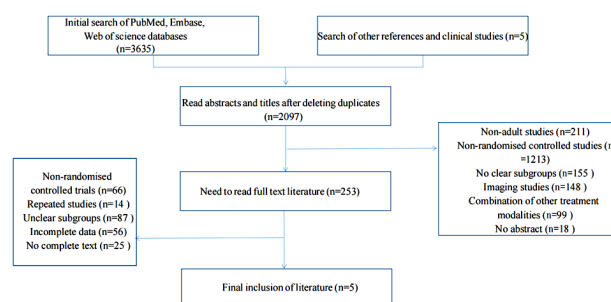 Initial search of PubMed, Embase,
Web of science databases
(n=3635)
Search of other references and clinical studies (n=5)
Read abstracts and titles after deleting duplicates
(n=2097)
Non-adult studies (n=211)
Non-randomised controlled studies (n
=1213)
No clear subgroups (n=155 )
Imaging studies (n=148 )
Combination of other treatment
modalities (n=99 )
No abstract (n=18 )
Non-randomised
controlled trials (n=66)
Repeated studies (n=14 )
Unclear subgroups (n=87 )
Incomplete data (n=56)
No complete text (n=25 )
Need to read full text literature (n=253)
Final inclusion of literature (n=5)